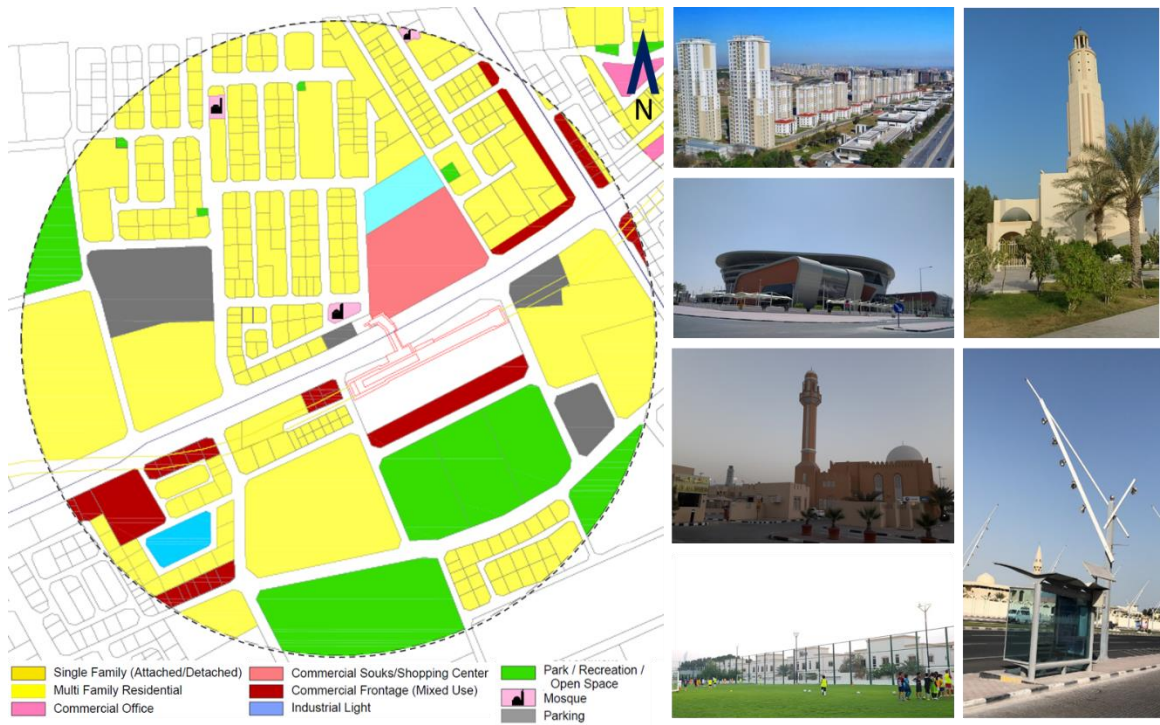 N
Single Family (Attached/Detached)
Multi Family Residential
Commercial Office
Commercial Souks/Shopping Center
Commercial Frontage (Mixed Use)
Industrial Light
Park / Recreation /
Open Space
Mosque
Parking